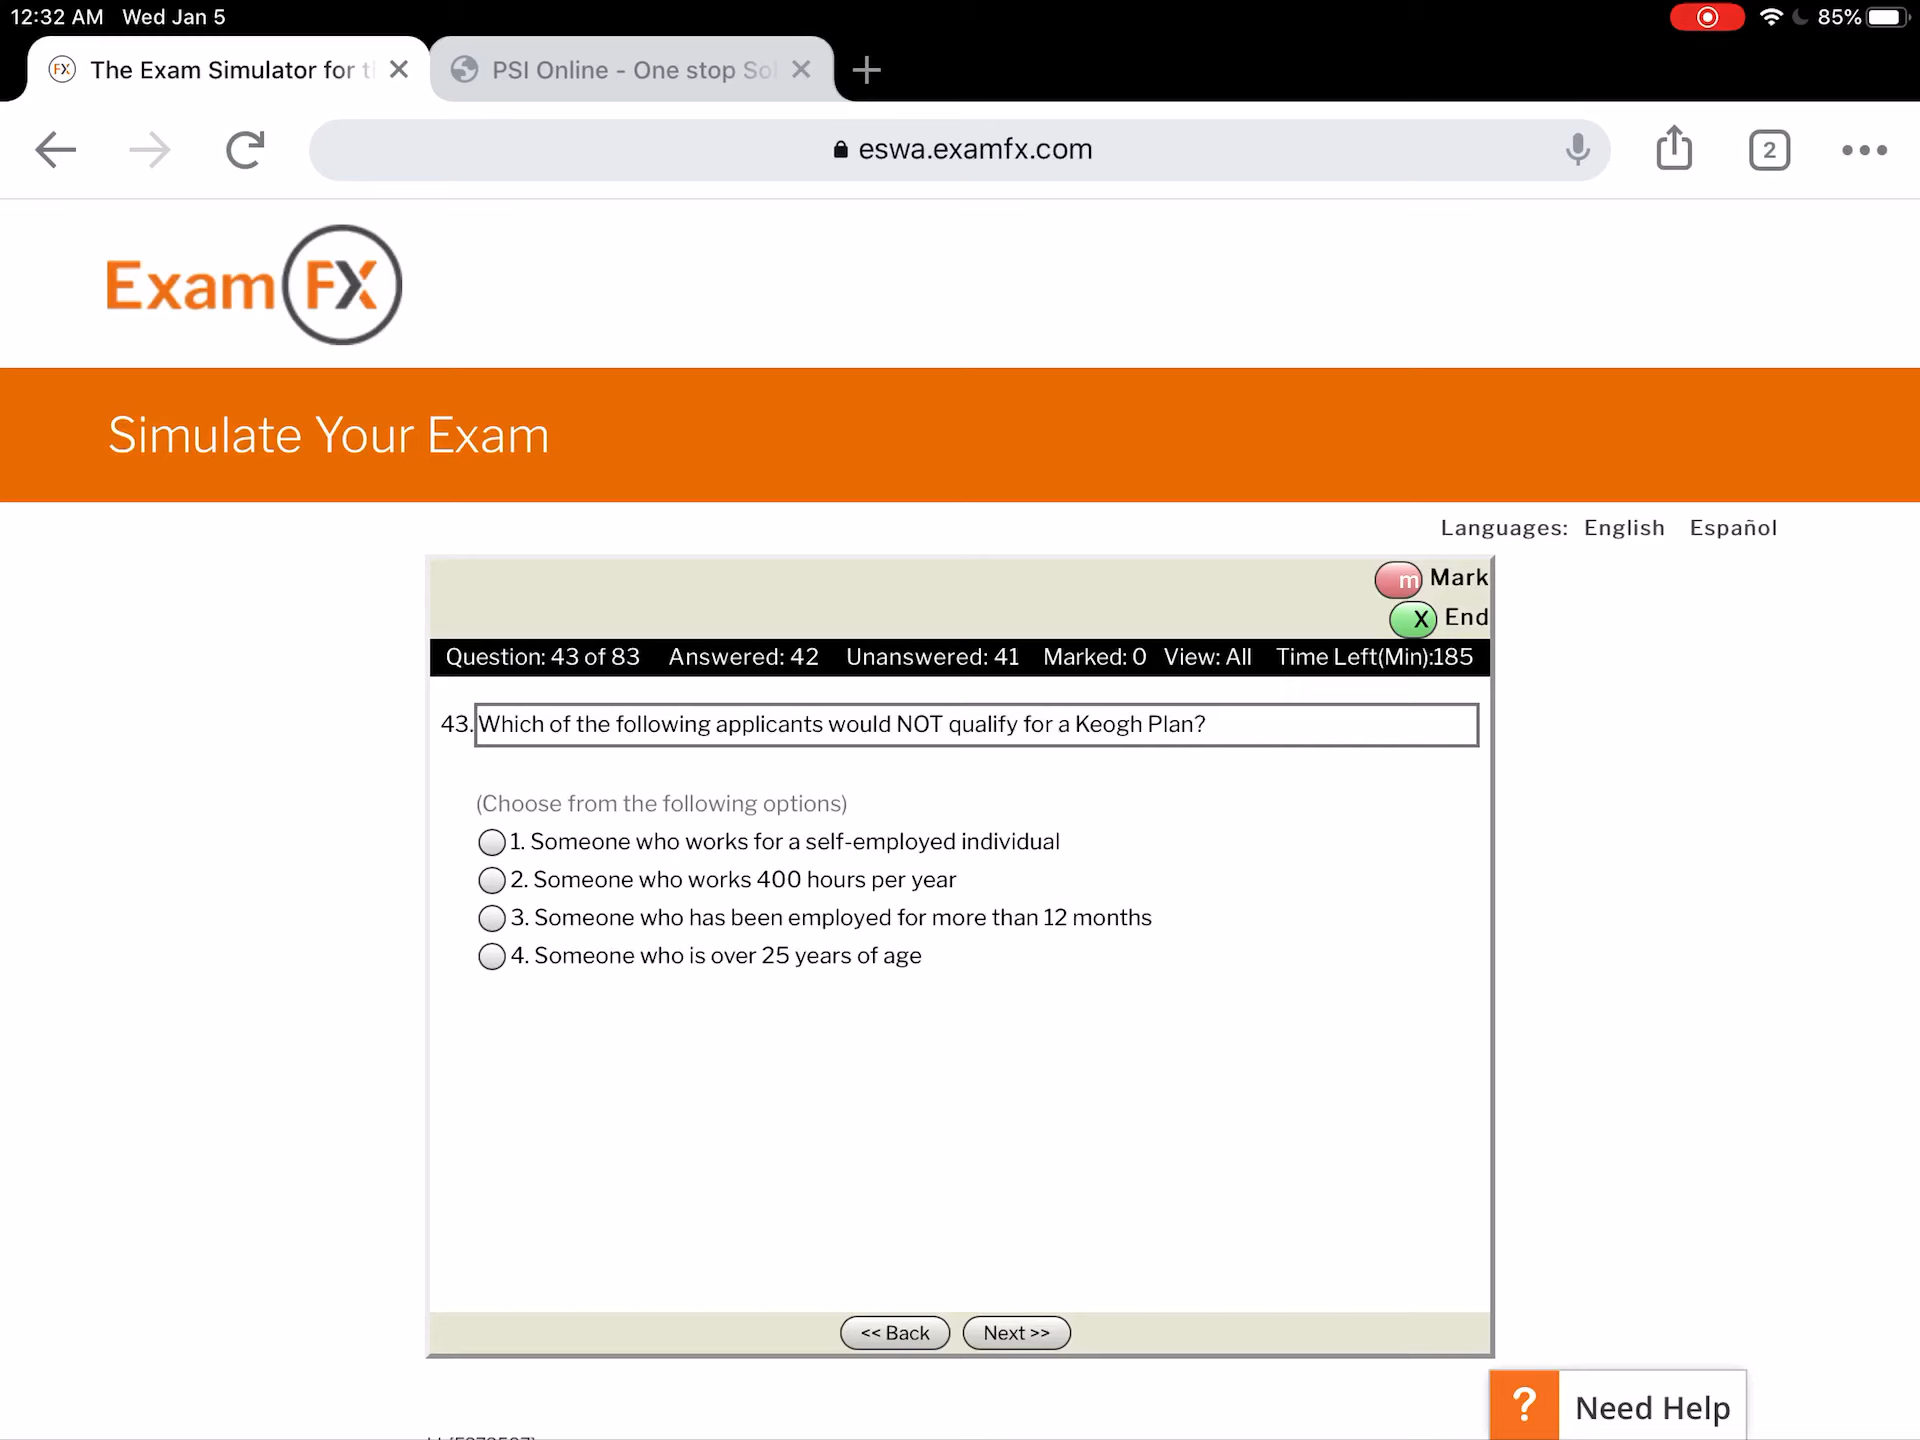 12:32 AM Wed Jan 5
85%
FX The Exam Simulator for t
PSI Online - One stop Sol
eswa.examfx.com
2
Exam FX
Simulate Your Exam
Languages: English Español
m Mark
X End
Question: 43 of 83 Answered: 42 Unanswered: 41 Marked: 0 View: All Time Left(Min):185
43. Which of the following applicants would NOT qualify for a Keogh Plan?
(Choose from the following options)
1. Someone who works for a self-employed individual
2. Someone who works 400 hours per year
3. Someone who has been employed for more than 12 months
4. Someone who is over 25 years of age
<< Back Next >>
? Need Help